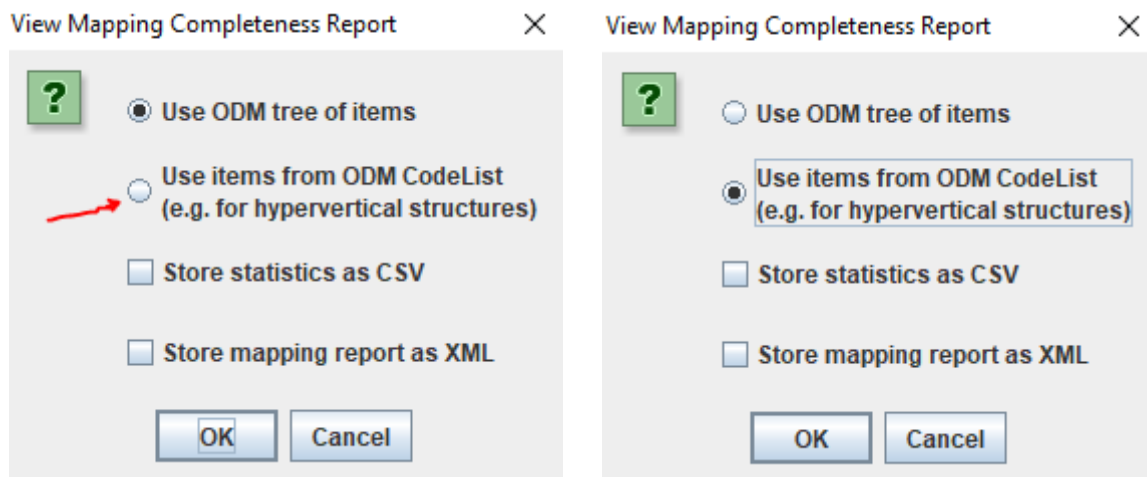 View Mapping Completeness Report
?
Use ODM tree of items
Use items from ODM CodeList
(e.g. for hypervertical structures)
Store statistics as CSV
Store mapping report as XML
OK Cancel
View Mapping Completeness Report
?
Use ODM tree of items
Use items from ODM CodeList
(e.g. for hypervertical structures)
Store statistics as CSV
Store mapping report as XML
OK Cancel